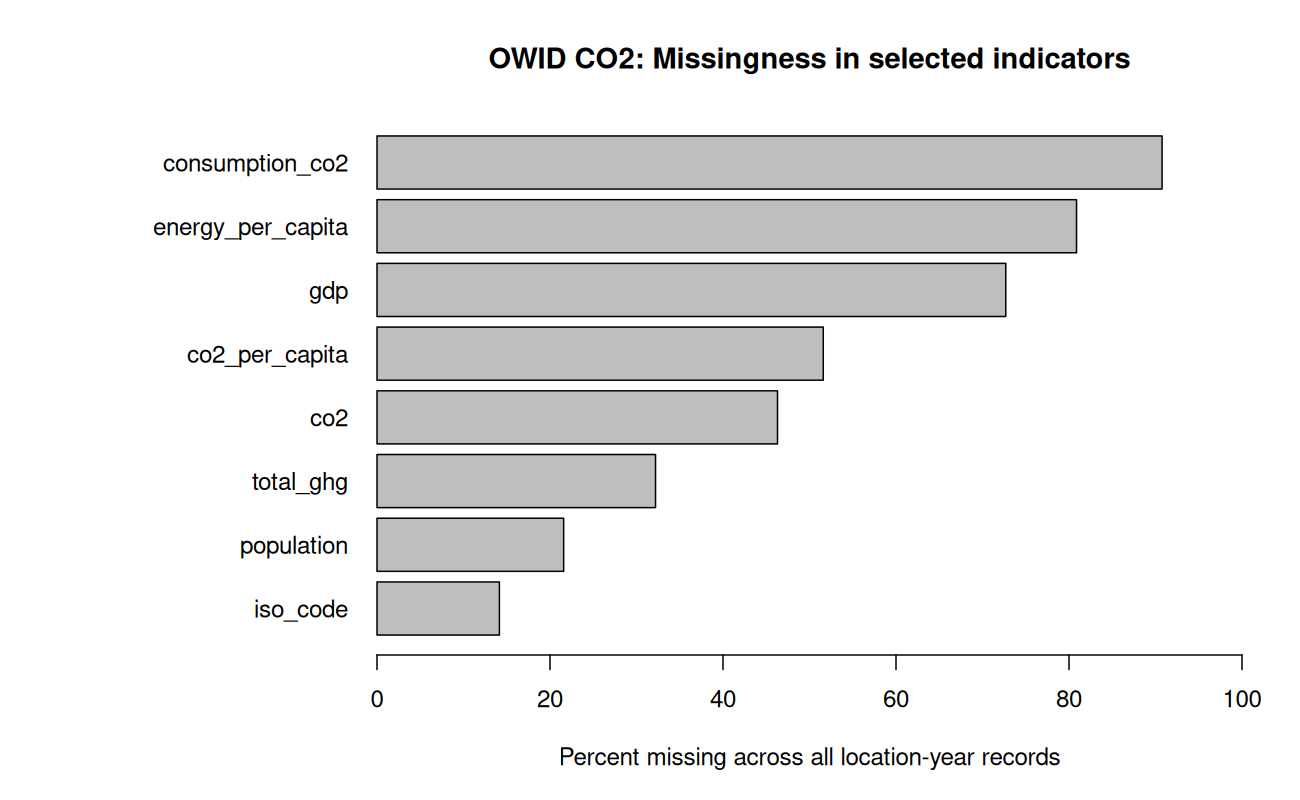 OWID CO2: Missingness in selected indicators
consumption_co2
energy_per_capita
gdp
co2_per_capita
co2
total_ghg
population
iso_code
0 20 40 60 80 100
Percent missing across all location-year records